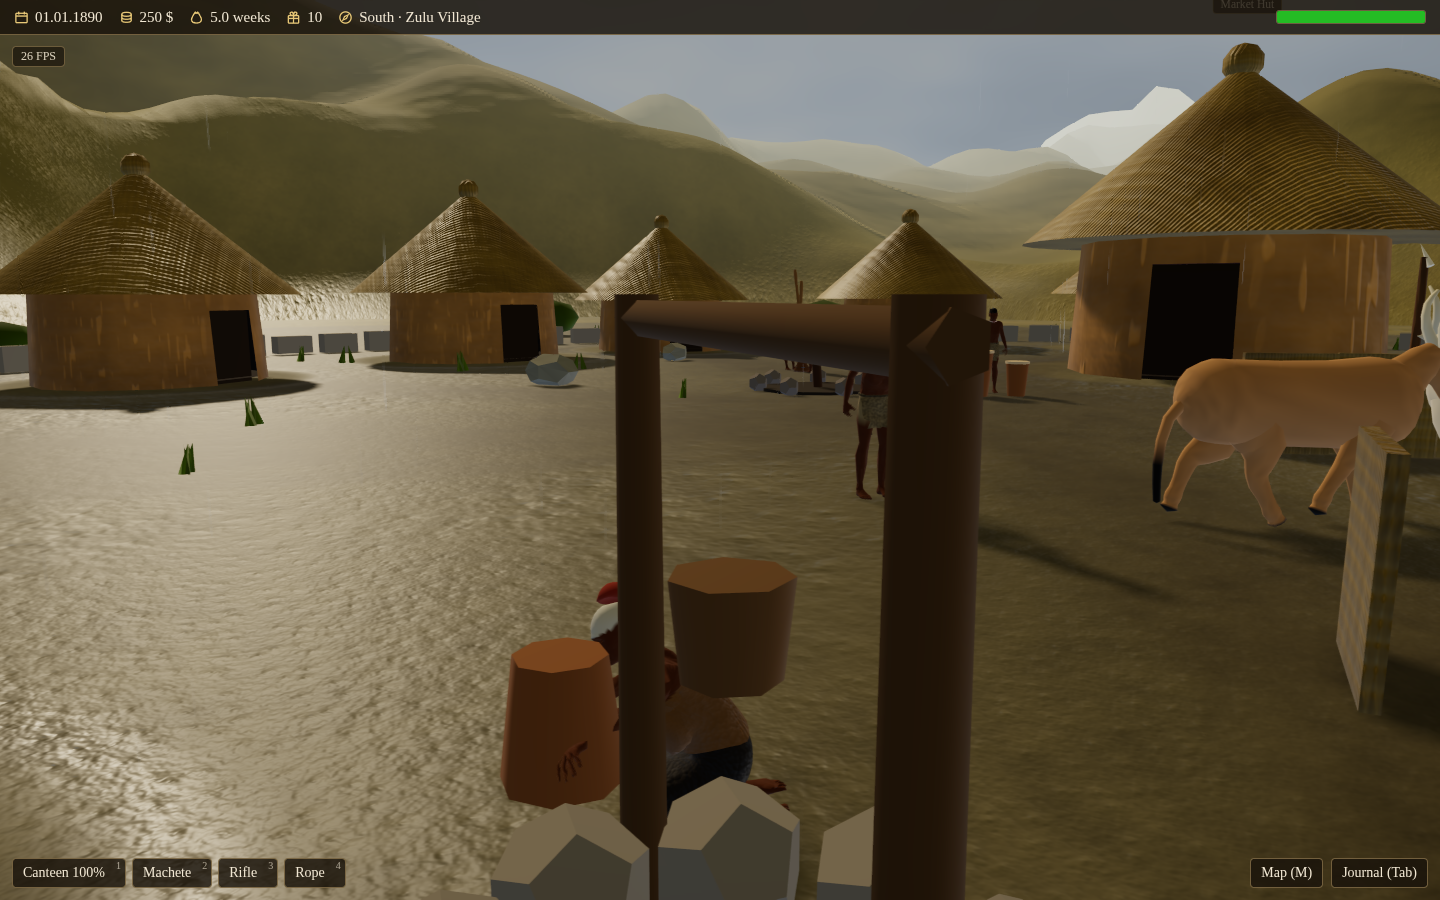 01.01.1890 250 $ 5.0 weeks 10 South · Zulu Village
Market Hut
26 FPS
Canteen 100% 1 Machete 2 Rifle 3 Rope 4
Map (M) Journal (Tab)